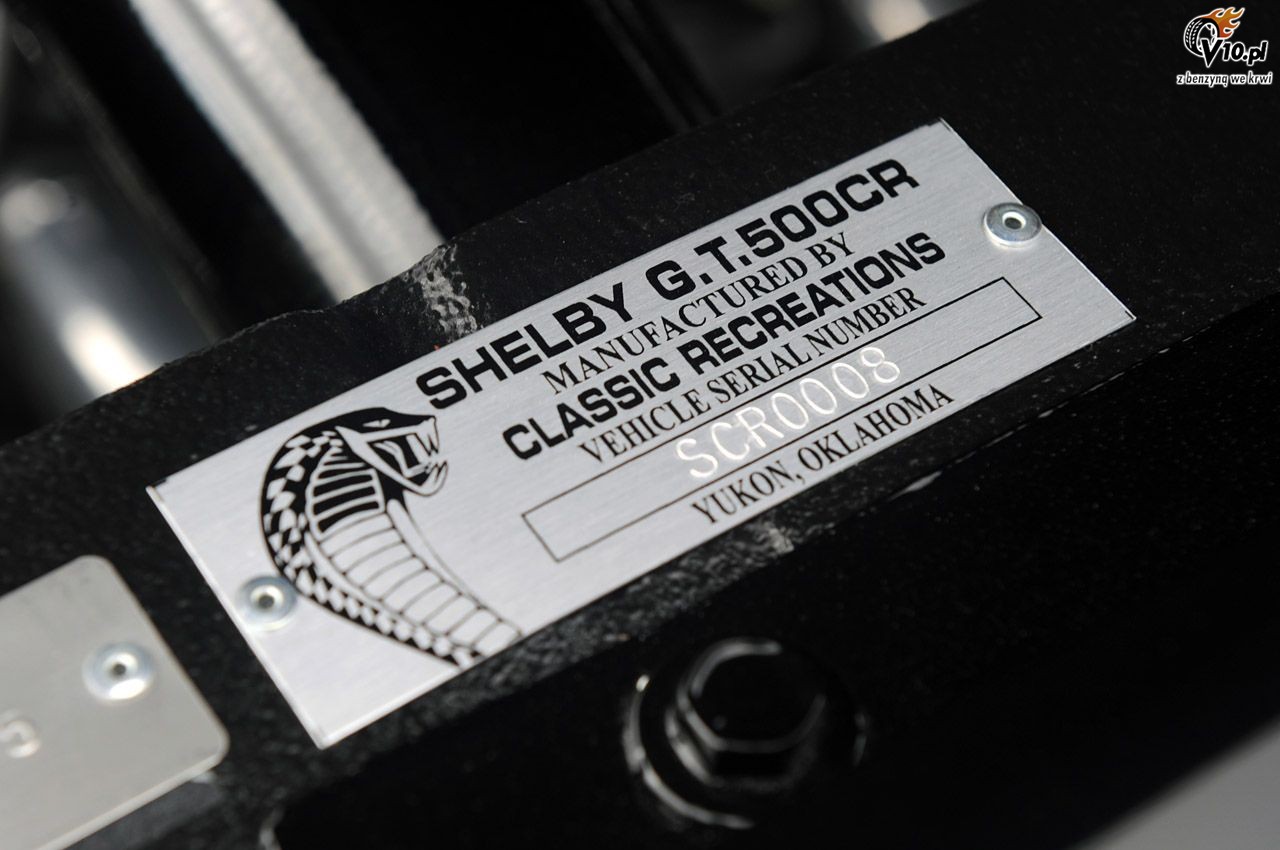 V10.pl
z benzyną we krwi
SHELBY G.T.500CR
MANUFACTURED BY
CLASSIC RECREATIONS
VEHICLE SERIAL NUMBER
SCR0008
YUKON, OKLAHOMA